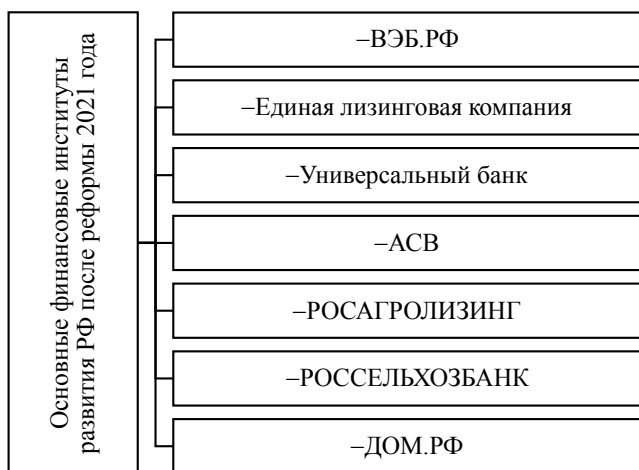 Основные финансовые институты
развития РФ после реформы 2021 года
–ВЭБ.РФ
–Единая лизинговая компания
–Универсальный банк
–АСВ
–РОСАГРОЛИЗИНГ
–РОССЕЛЬХОЗБАНК
–ДОМ.РФ